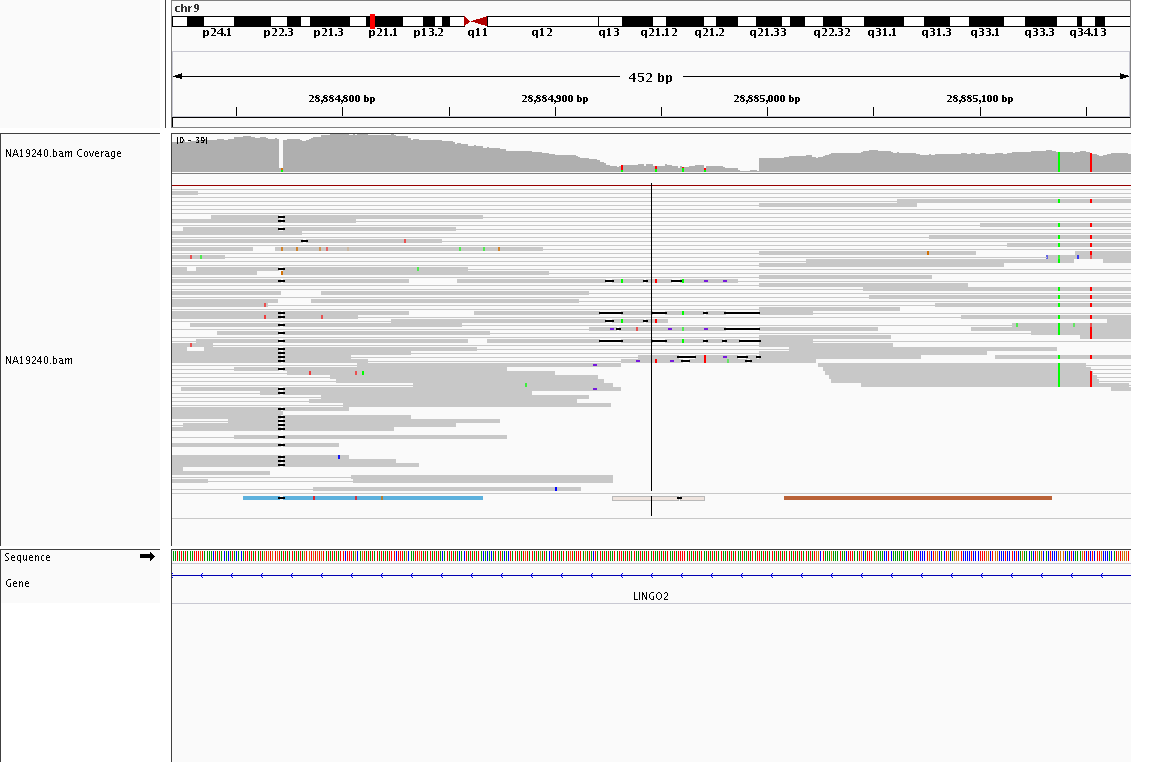 chr9
p24.1 p22.3 p21.3 p21.1 p13.2 q11 q12 q13 q21.12 q21.2 q21.33 q22.32 q31.1 q31.3 q33.1 q33.3 q34.13
452 bp
28,884,800 bp 28,884,900 bp 28,885,000 bp 28,885,100 bp
NA19240.bam Coverage
[0 - 39]
NA19240.bam
Sequence
Gene
LINGO2